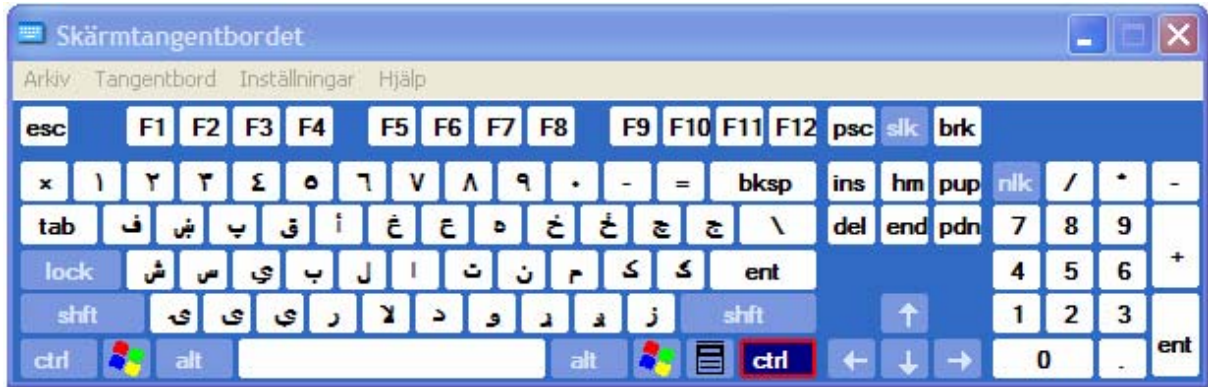 Skärmtangentbordet
Arkiv Tangentbord Inställningar Hjälp
esc F1 F2 F3 F4 F5 F6 F7 F8 F9 F10 F11 F12 psc slk brk
× ١ ٢ ٣ ٤ ٥ ٦ ٧ ٨ ٩ ٠ - = bksp ins hm pup nlk / * -
tab ف ښ پ ق أ غ ع ه خ څ چ ج \ del end pdn 7 8 9 +
lock ش س ي ب ل ا ت ن م ک ګ ent 4 5 6
shft ۍ ی ې ر لا د و ړ ږ ز shft ↑ 1 2 3 ent
ctrl alt alt ctrl ← ↓ → 0 .